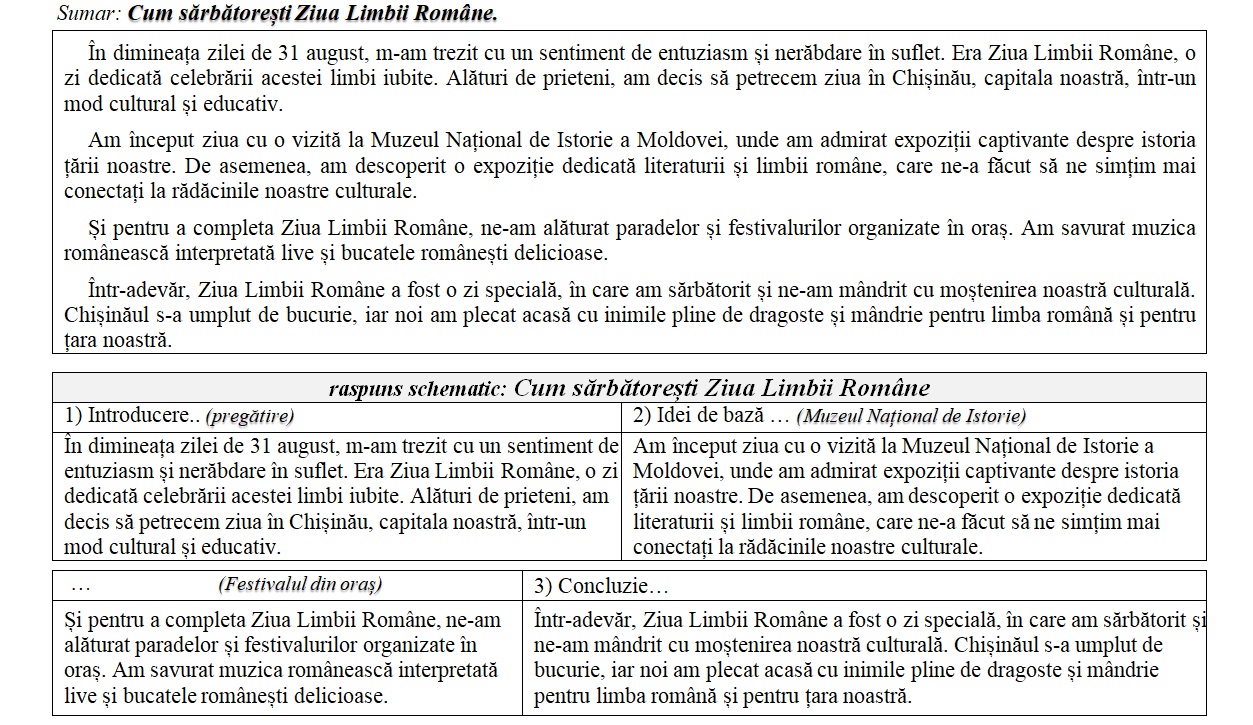 Sumar: Cum sărbătorești Ziua Limbii Române.
În dimineața zilei de 31 august, m-am trezit cu un sentiment de entuziasm și nerăbdare în suflet. Era Ziua Limbii Române, o
zi dedicată celebrării acestei limbi iubite. Alături de prieteni, am decis să petrecem ziua în Chișinău, capitala noastră, într-un
mod cultural și educativ.
Am început ziua cu o vizită la Muzeul Național de Istorie a Moldovei, unde am admirat expoziții captivante despre istoria
țării noastre. De asemenea, am descoperit o expoziție dedicată literaturii și limbii române, care ne-a făcut să ne simțim mai
conectați la rădăcinile noastre culturale.
Și pentru a completa Ziua Limbii Române, ne-am alăturat paradelor și festivalurilor organizate în oraș. Am savurat muzica
românească interpretată live și bucatele românești delicioase.
Într-adevăr, Ziua Limbii Române a fost o zi specială, în care am sărbătorit și ne-am mândrit cu moștenirea noastră culturală.
Chișinăul s-a umplut de bucurie, iar noi am plecat acasă cu inimile pline de dragoste și mândrie pentru limba română și pentru
țara noastră.
raspuns schematic: Cum sărbătorești Ziua Limbii Române
1) Introducere.. (pregătire)
În dimineața zilei de 31 august, m-am trezit cu un sentiment de
entuziasm și nerăbdare în suflet. Era Ziua Limbii Române, o zi
dedicată celebrării acestei limbi iubite. Alături de prieteni, am
decis să petrecem ziua în Chișinău, capitala noastră, într-un
mod cultural și educativ.
2) Idei de bază … (Muzeul Național de Istorie)
Am început ziua cu o vizită la Muzeul Național de Istorie a
Moldovei, unde am admirat expoziții captivante despre istoria
țării noastre. De asemenea, am descoperit o expoziție dedicată
literaturii și limbii române, care ne-a făcut să ne simțim mai
conectați la rădăcinile noastre culturale.
… (Festivalul din oraș)
Și pentru a completa Ziua Limbii Române, ne-am
alăturat paradelor și festivalurilor organizate în
oraș. Am savurat muzica românească interpretată
live și bucatele românești delicioase.
3) Concluzie…
Într-adevăr, Ziua Limbii Române a fost o zi specială, în care am sărbătorit și
ne-am mândrit cu moștenirea noastră culturală. Chișinăul s-a umplut de
bucurie, iar noi am plecat acasă cu inimile pline de dragoste și mândrie
pentru limba română și pentru țara noastră.